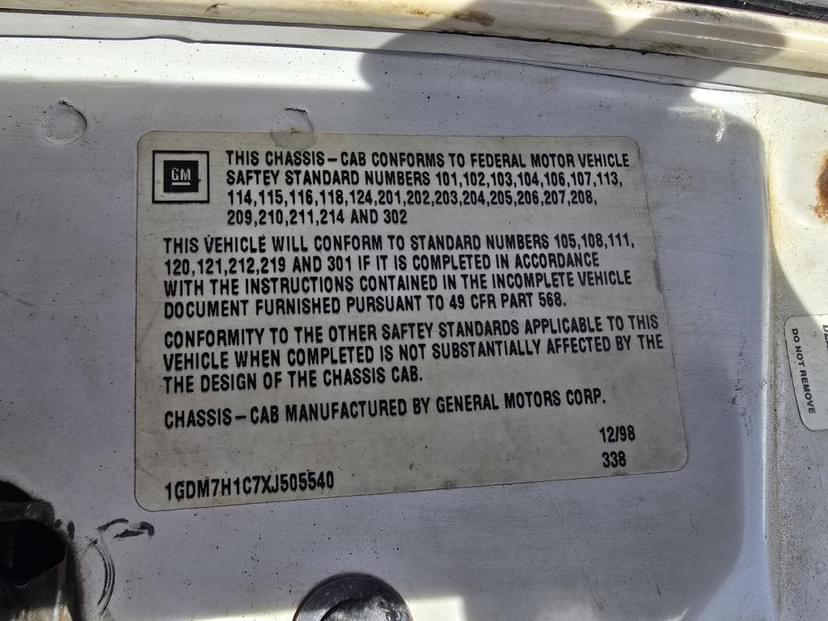 GM
THIS CHASSIS-CAB CONFORMS TO FEDERAL MOTOR VEHICLE
SAFTEY STANDARD NUMBERS 101,102,103,104,106,107,113,
114,115,116,118,124,201,202,203,204,205,206,207,208,
209,210,211,214 AND 302
THIS VEHICLE WILL CONFORM TO STANDARD NUMBERS 105,108,111,
120,121,212,219 AND 301 IF IT IS COMPLETED IN ACCORDANCE
WITH THE INSTRUCTIONS CONTAINED IN THE INCOMPLETE VEHICLE
DOCUMENT FURNISHED PURSUANT TO 49 CFR PART 568.
CONFORMITY TO THE OTHER SAFTEY STANDARDS APPLICABLE TO THIS
VEHICLE WHEN COMPLETED IS NOT SUBSTANTIALLY AFFECTED BY THE
THE DESIGN OF THE CHASSIS CAB.
CHASSIS-CAB MANUFACTURED BY GENERAL MOTORS CORP.
12/98
338
1GDM7H1C7XJ505540
DO NOT REMOVE